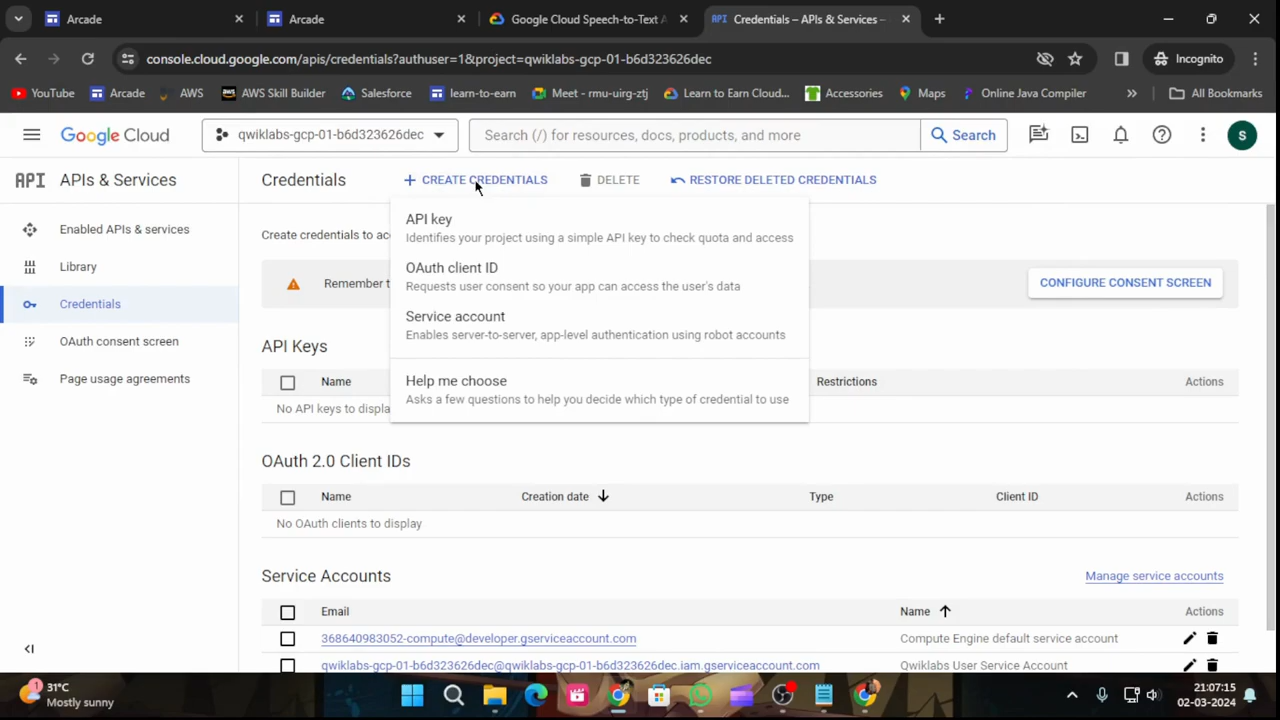 Arcade
Arcade
Google Cloud Speech-to-Text A
API Credentials – APIs & Services –
console.cloud.google.com/apis/credentials?authuser=1&project=qwiklabs-gcp-01-b6d323626dec
Incognito
YouTube
Arcade
AWS
AWS Skill Builder
Salesforce
learn-to-earn
Meet - rmu-uirg-ztj
Learn to Earn Cloud...
Accessories
Maps
Online Java Compiler
»
All Bookmarks
Google Cloud
qwiklabs-gcp-01-b6d323626dec
Search (/) for resources, docs, products, and more
Search
S
API APIs & Services
Credentials
+ CREATE CREDENTIALS
DELETE
RESTORE DELETED CREDENTIALS
Enabled APIs & services
Library
Credentials
OAuth consent screen
Page usage agreements
Create credentials to acc
Remember t
CONFIGURE CONSENT SCREEN
API key
Identifies your project using a simple API key to check quota and access
OAuth client ID
Requests user consent so your app can access the user's data
Service account
Enables server-to-server, app-level authentication using robot accounts
Help me choose
Asks a few questions to help you decide which type of credential to use
API Keys
Name
Restrictions
Actions
No API keys to displa
OAuth 2.0 Client IDs
Name
Creation date
Type
Client ID
Actions
No OAuth clients to display
Service Accounts
Manage service accounts
Email
Name
Actions
368640983052-compute@developer.gserviceaccount.com
Compute Engine default service account
qwiklabs-gcp-01-b6d323626dec@qwiklabs-gcp-01-b6d323626dec.iam.gserviceaccount.com
Qwiklabs User Service Account
1
31°C
Mostly sunny
21:07:15
02-03-2024